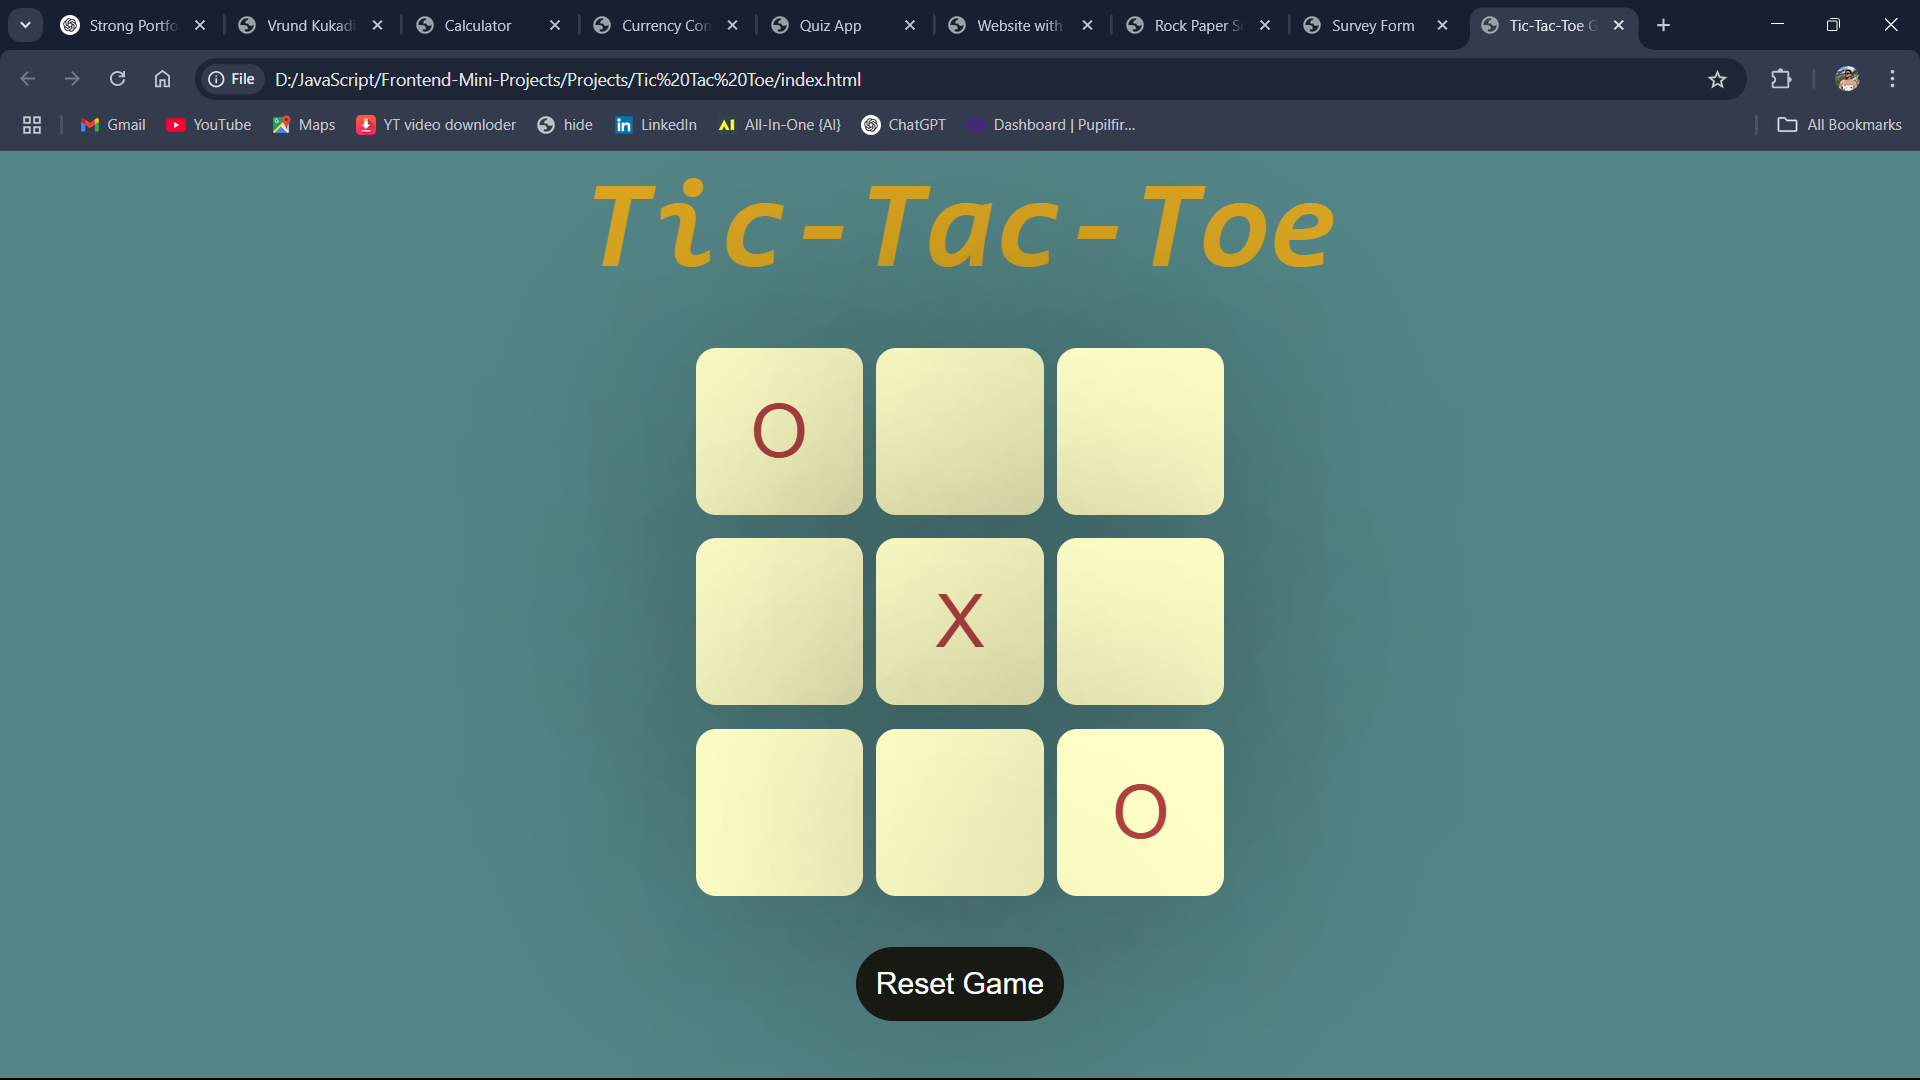 Strong Portfo Vrund Kukadi Calculator Currency Con Quiz App Website with Rock Paper Sc Survey Form Tic-Tac-Toe G
File D:/JavaScript/Frontend-Mini-Projects/Projects/Tic%20Tac%20Toe/index.html
Gmail YouTube Maps YT video downloder hide LinkedIn All-In-One {AI} ChatGPT Dashboard | Pupilfir... All Bookmarks
Tic-Tac-Toe
O
X
O
Reset Game